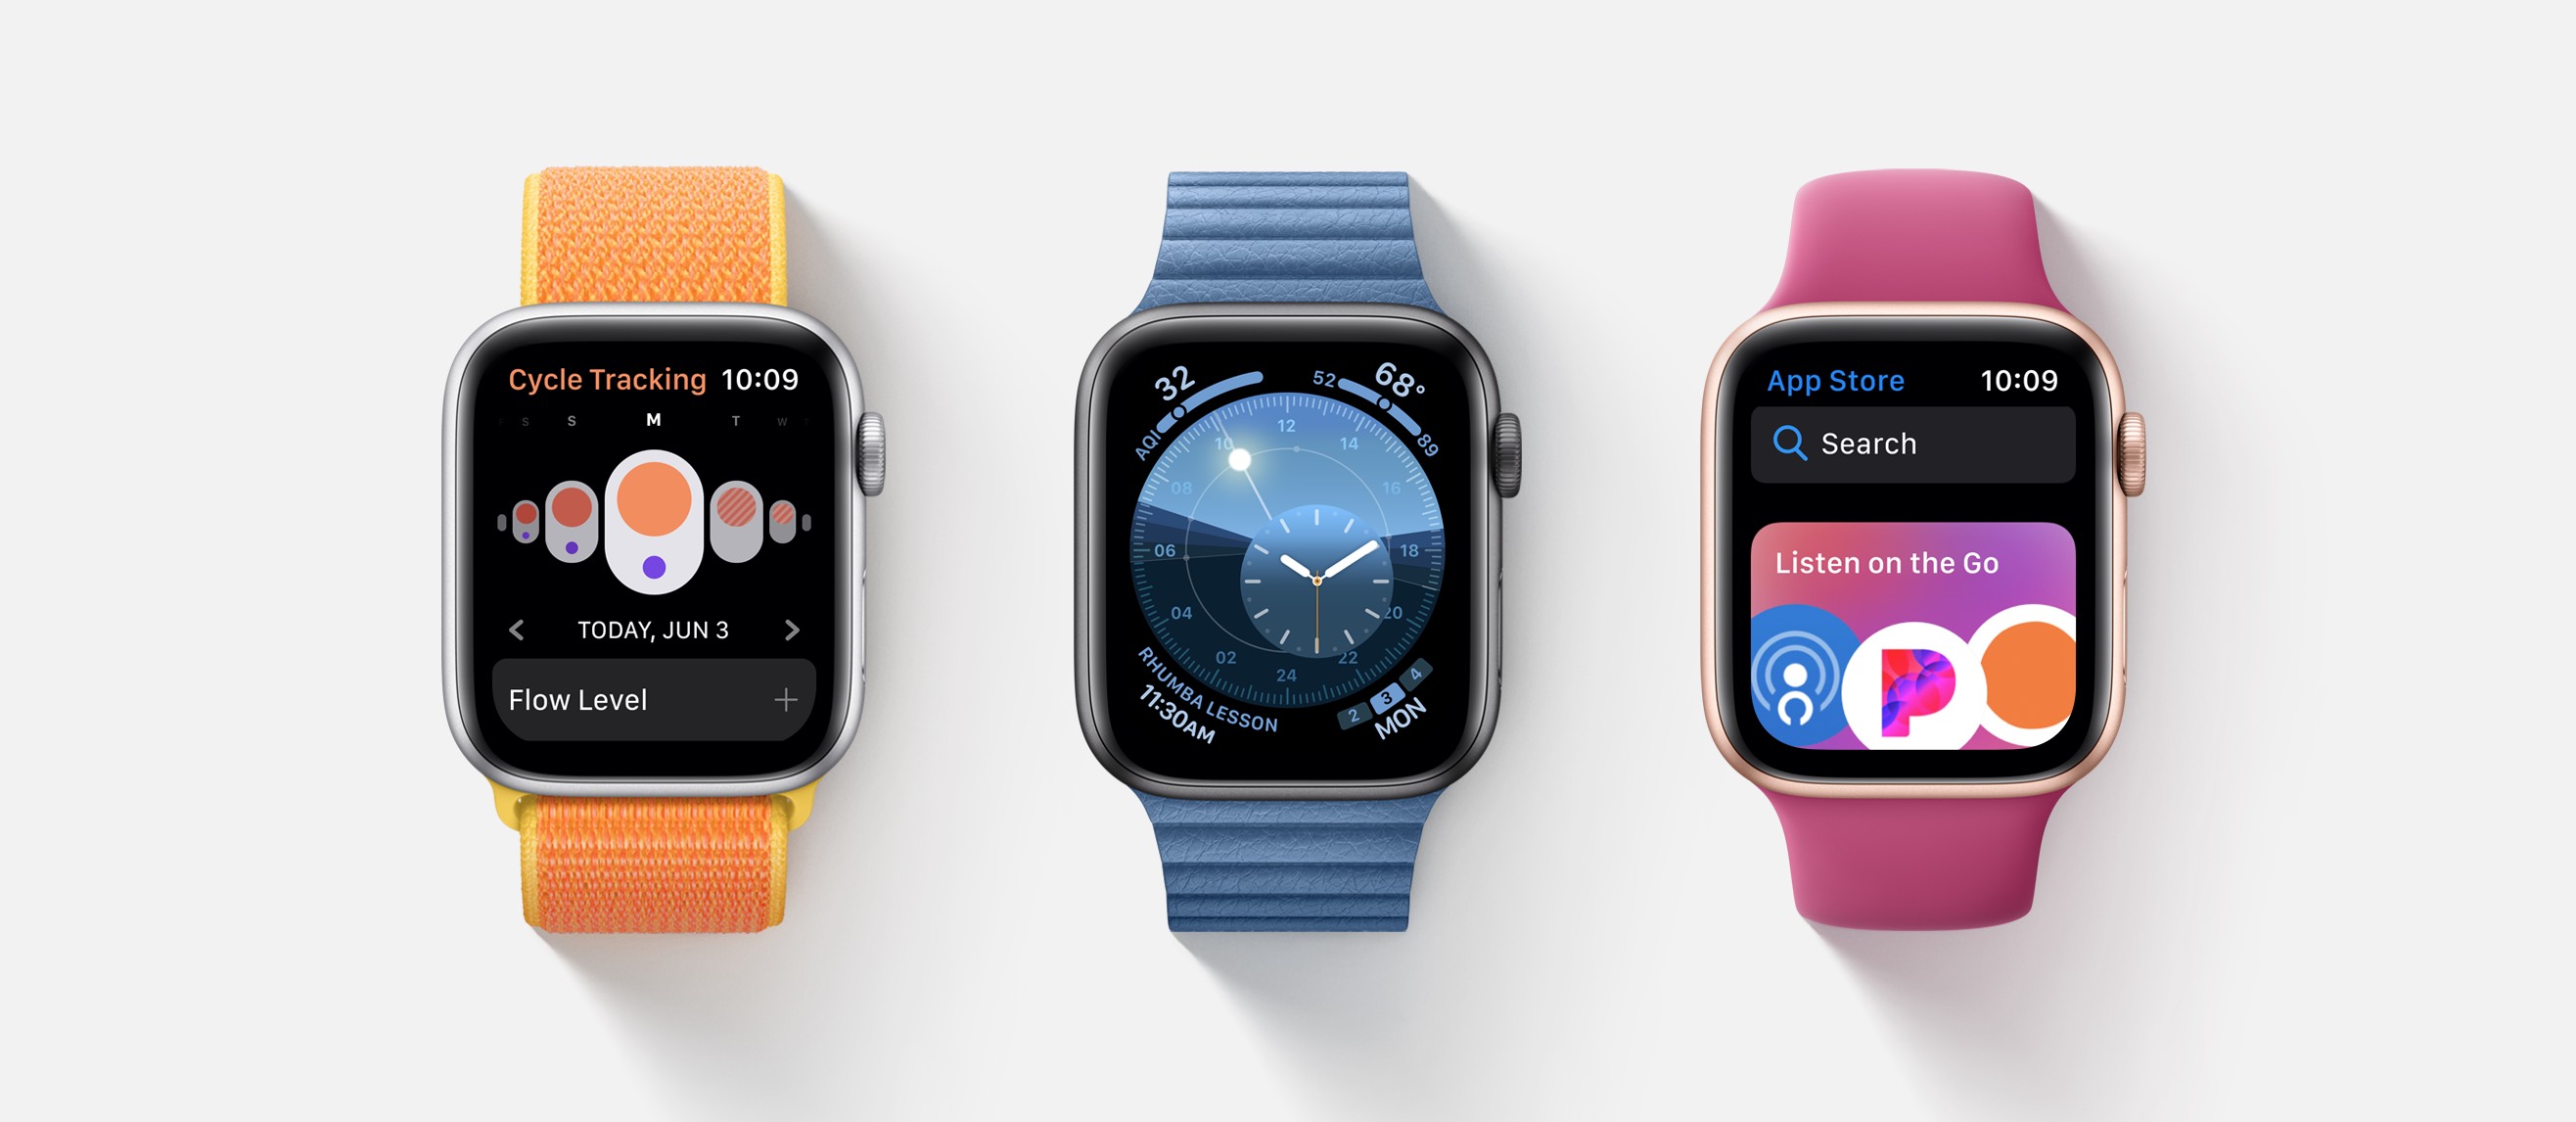 Cycle Tracking 10:09
S S M T W
TODAY, JUN 3
Flow Level +
32
AQI
52 68° 89
12
10 14
08 16
06 18
04 20
02 22
24
RHUMBA LESSON
11:30AM
2 3 4
MON
App Store 10:09
Search
Listen on the Go
P